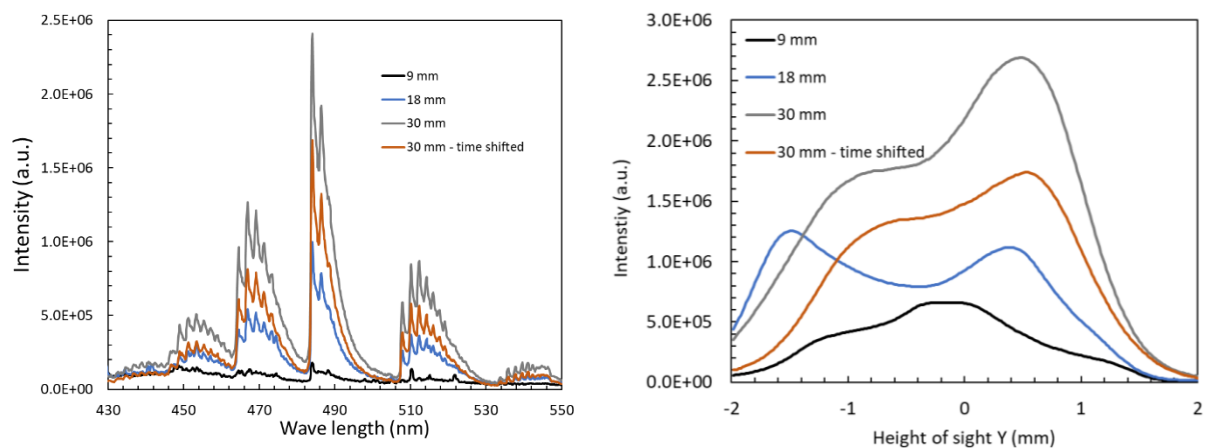 2.5E+06
2.0E+06
1.5E+06
1.0E+06
5.0E+05
0.0E+00
Intensity (a.u.)
9 mm
18 mm
30 mm
30 mm - time shifted
430 450 470 490 510 530 550
Wave length (nm)
3.0E+06
2.5E+06
2.0E+06
1.5E+06
1.0E+06
5.0E+05
0.0E+00
Intenstiy (a.u.)
9 mm
18 mm
30 mm
30 mm - time shifted
-2 -1 0 1 2
Height of sight Y (mm)